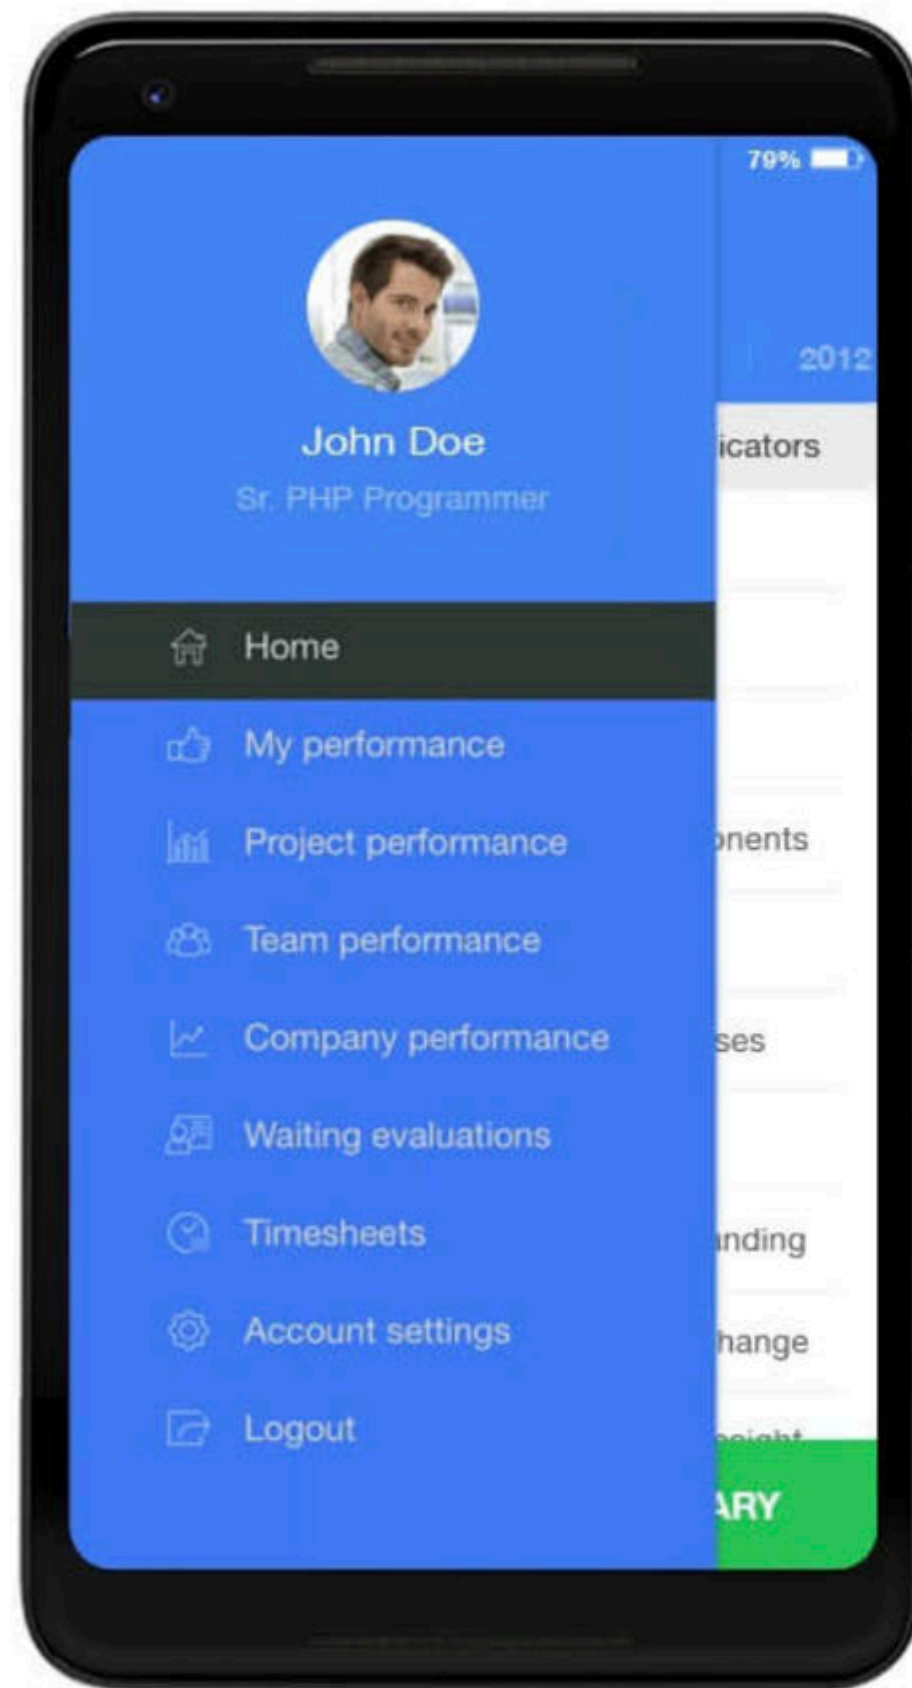 79%
2012
John Doe
Sr. PHP Programmer
icators
Home
My performance
Project performance
onents
Team performance
Company performance
ses
Waiting evaluations
Timesheets
anding
Account settings
hange
Logout
ARY